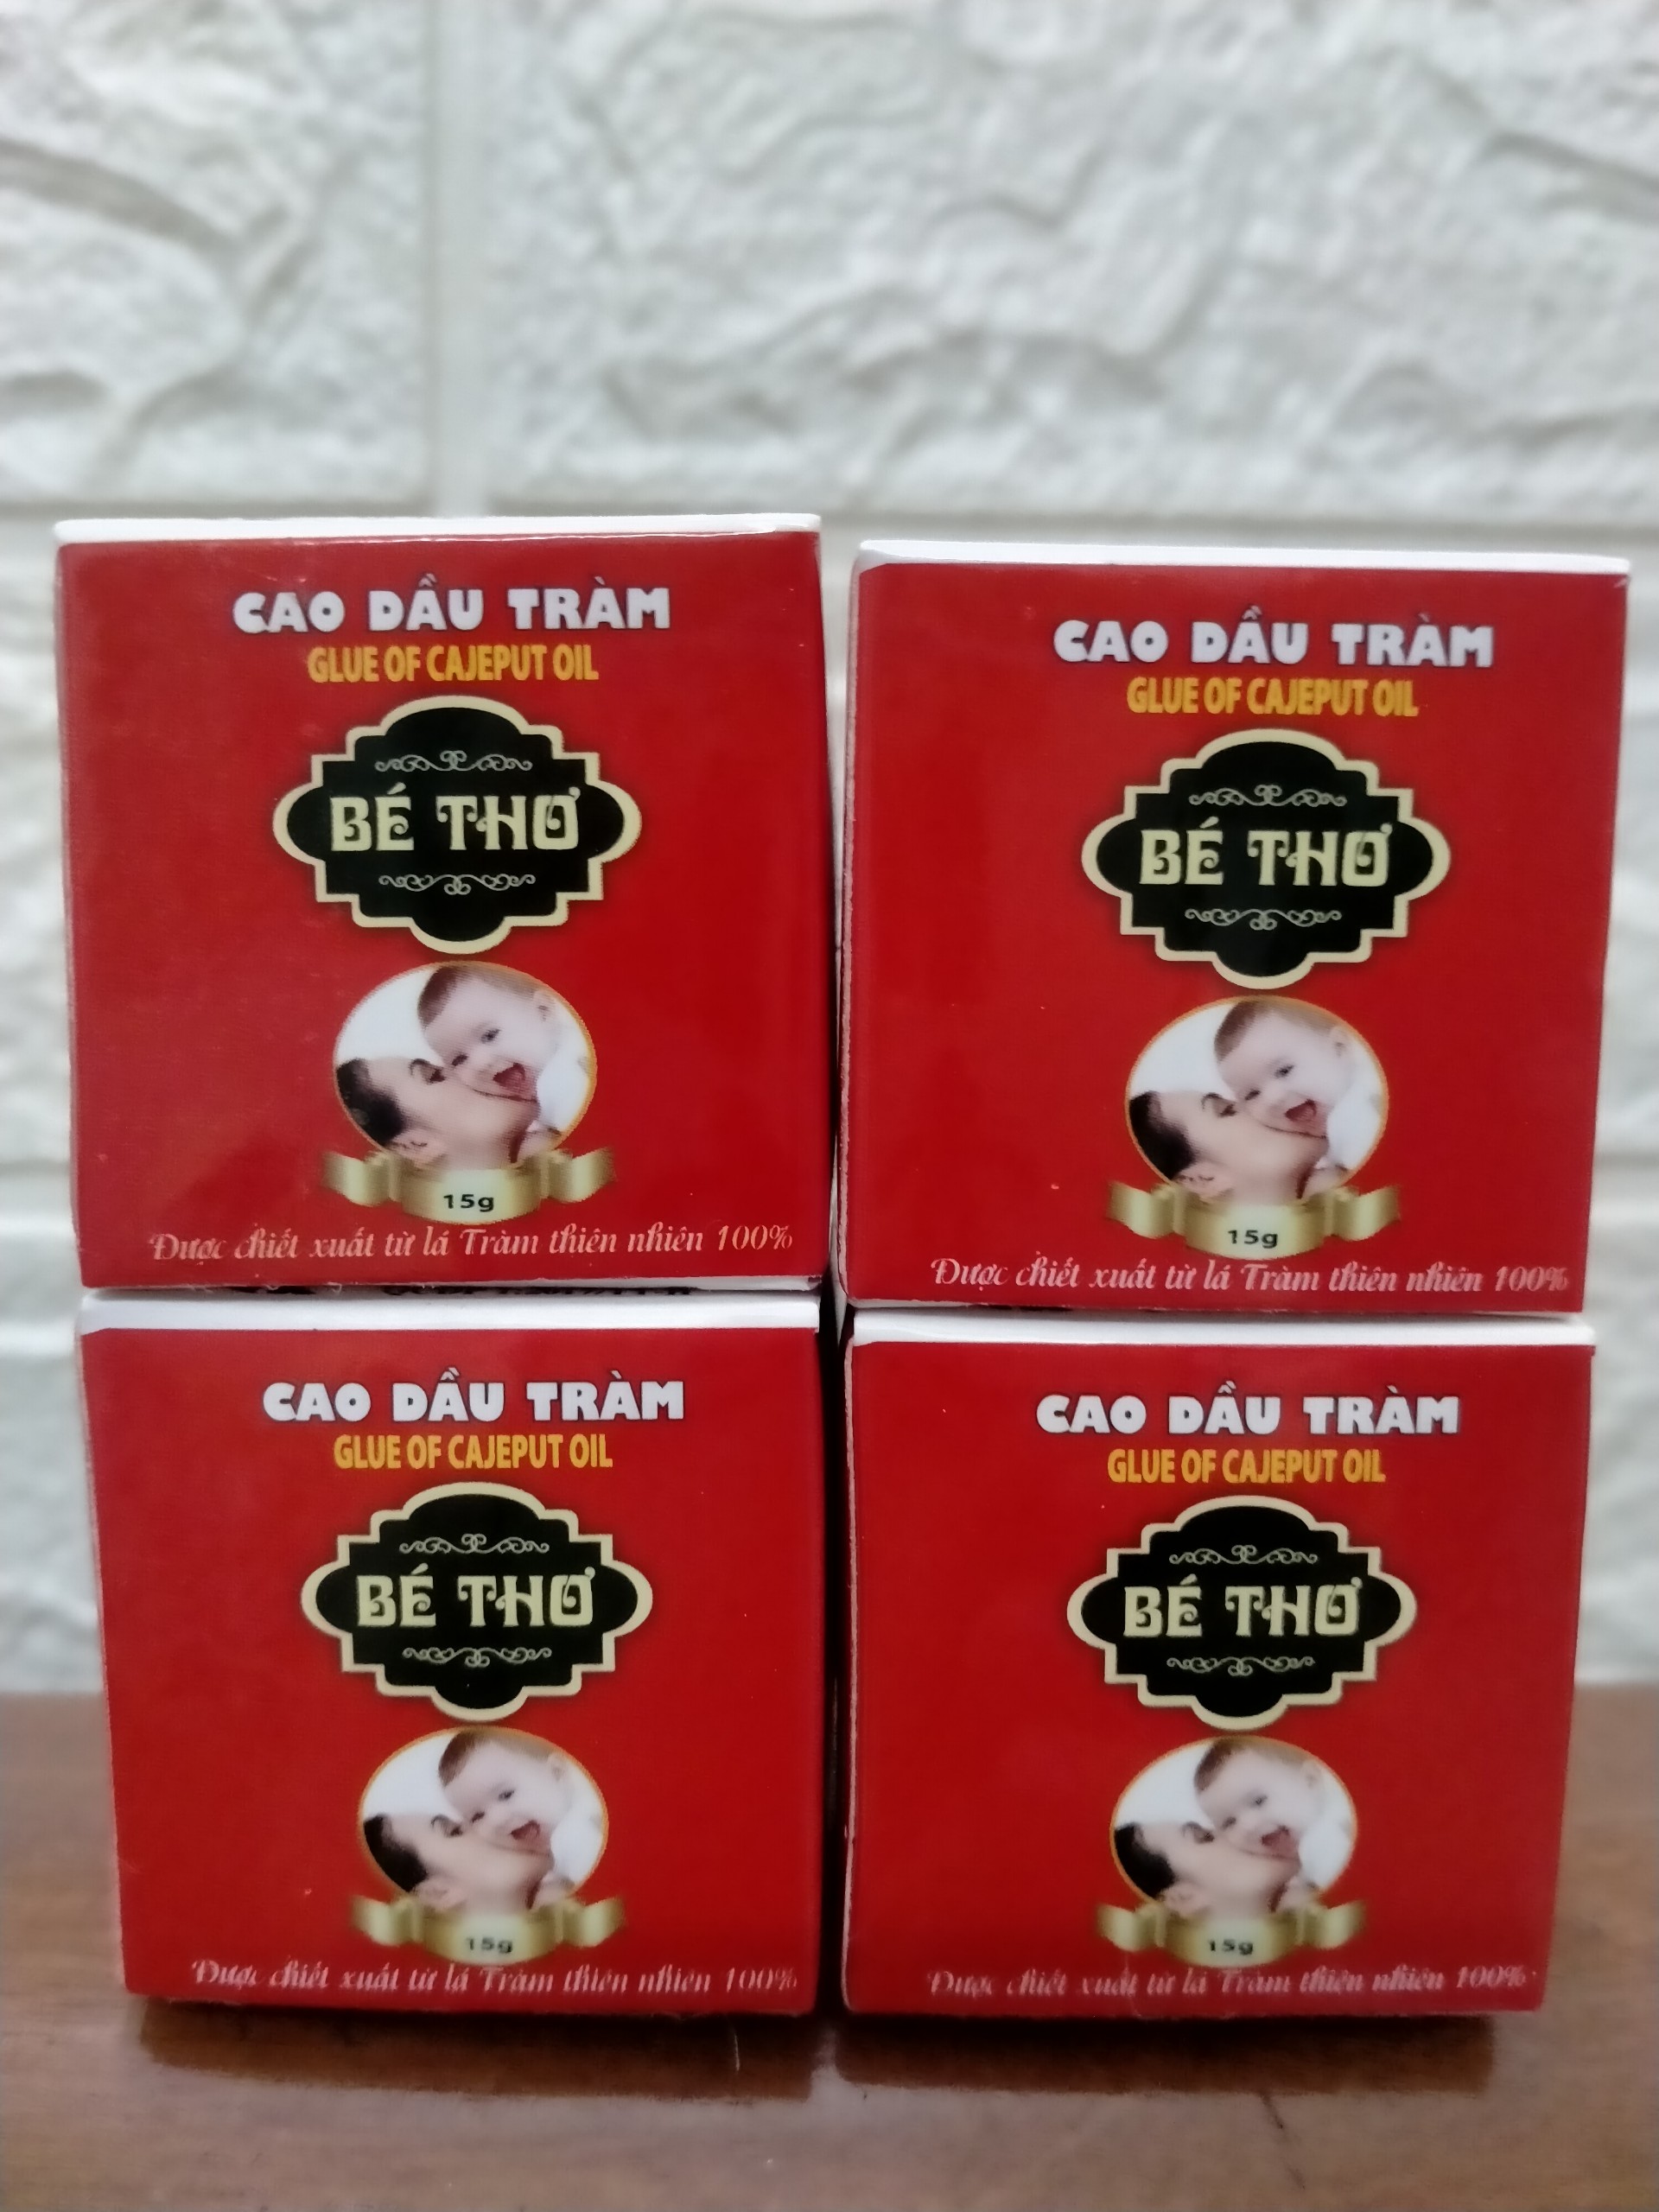 CAO DẦU TRÀM
GLUE OF CAJEPUT OIL
BÉ THƠ
15g
Được chiết xuất từ lá Tràm thiên nhiên 100%
CAO DẦU TRÀM
GLUE OF CAJEPUT OIL
BÉ THƠ
15g
Được chiết xuất từ lá Tràm thiên nhiên 100%
CAO DẦU TRÀM
GLUE OF CAJEPUT OIL
BÉ THƠ
15g
Được chiết xuất từ lá Tràm thiên nhiên 100%
CAO DẦU TRÀM
GLUE OF CAJEPUT OIL
BÉ THƠ
15g
Được chiết xuất từ lá Tràm thiên nhiên 100%